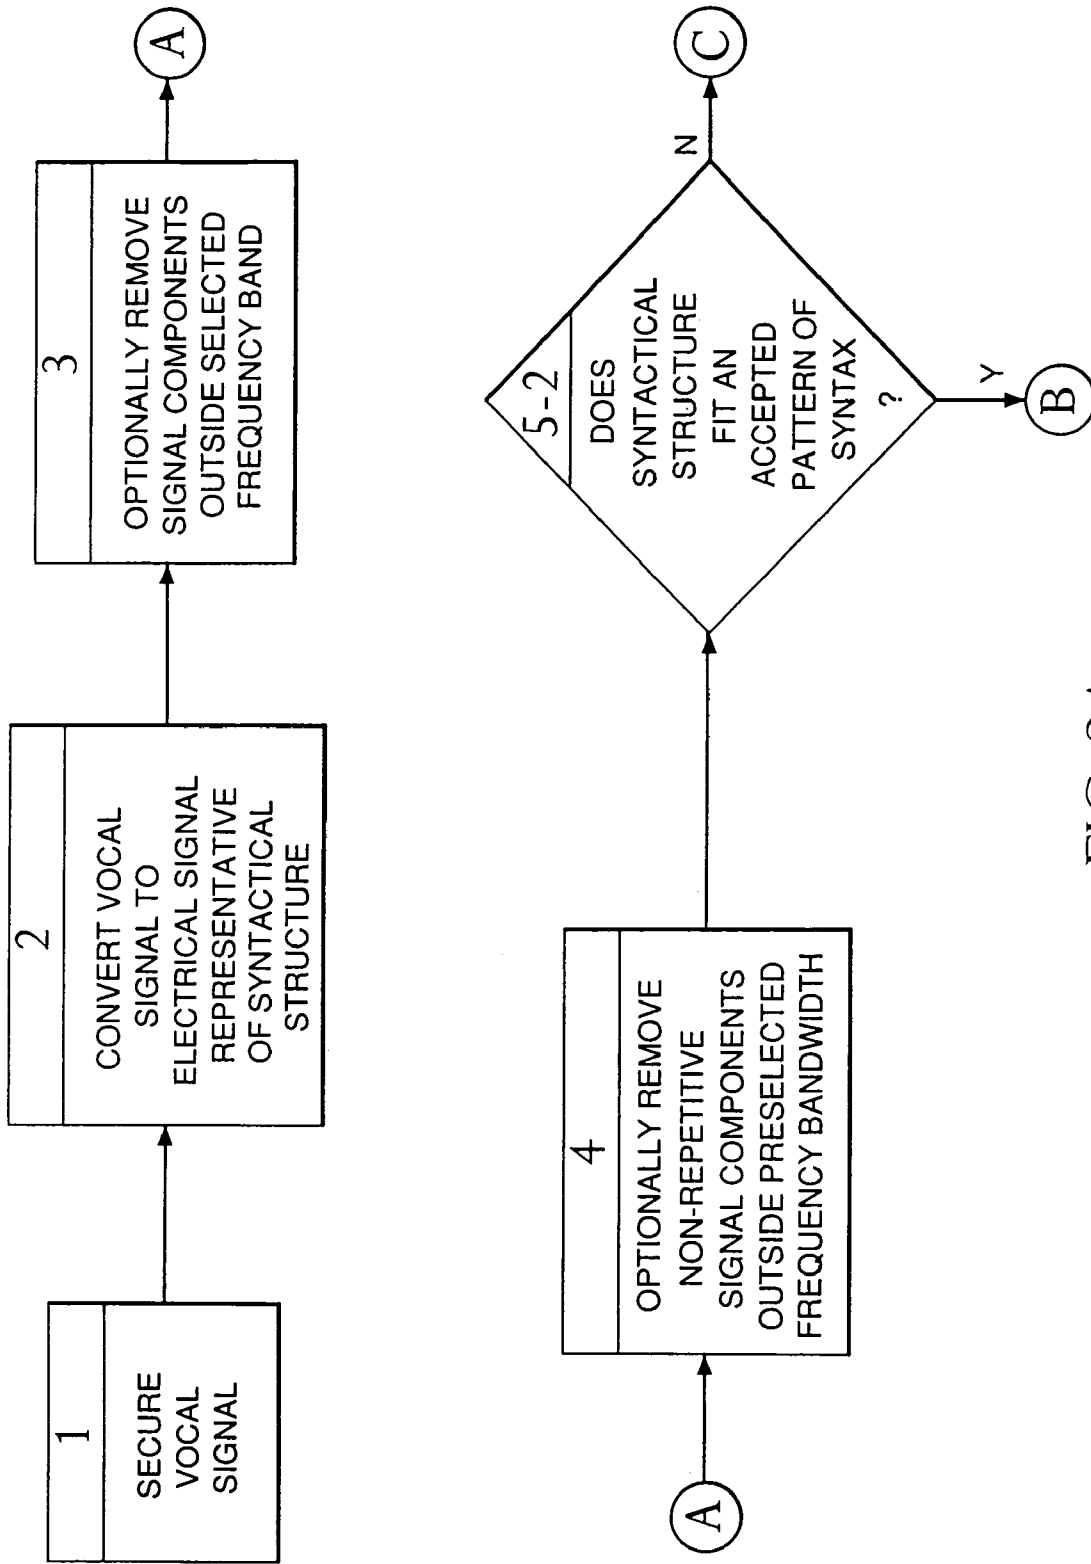 1
SECURE
VOCAL
SIGNAL
2
CONVERT VOCAL
SIGNAL TO
ELECTRICAL SIGNAL
REPRESENTATIVE
OF SYNTACTICAL
STRUCTURE
3
OPTIONALLY REMOVE
SIGNAL COMPONENTS
OUTSIDE SELECTED
FREQUENCY BAND
A
A
4
OPTIONALLY REMOVE
NON-REPETITIVE
SIGNAL COMPONENTS
OUTSIDE PRESELECTED
FREQUENCY BANDWIDTH
5-2
DOES
SYNTACTICAL
STRUCTURE
FIT AN
ACCEPTED
PATTERN OF
SYNTAX
?
N
C
Y
B